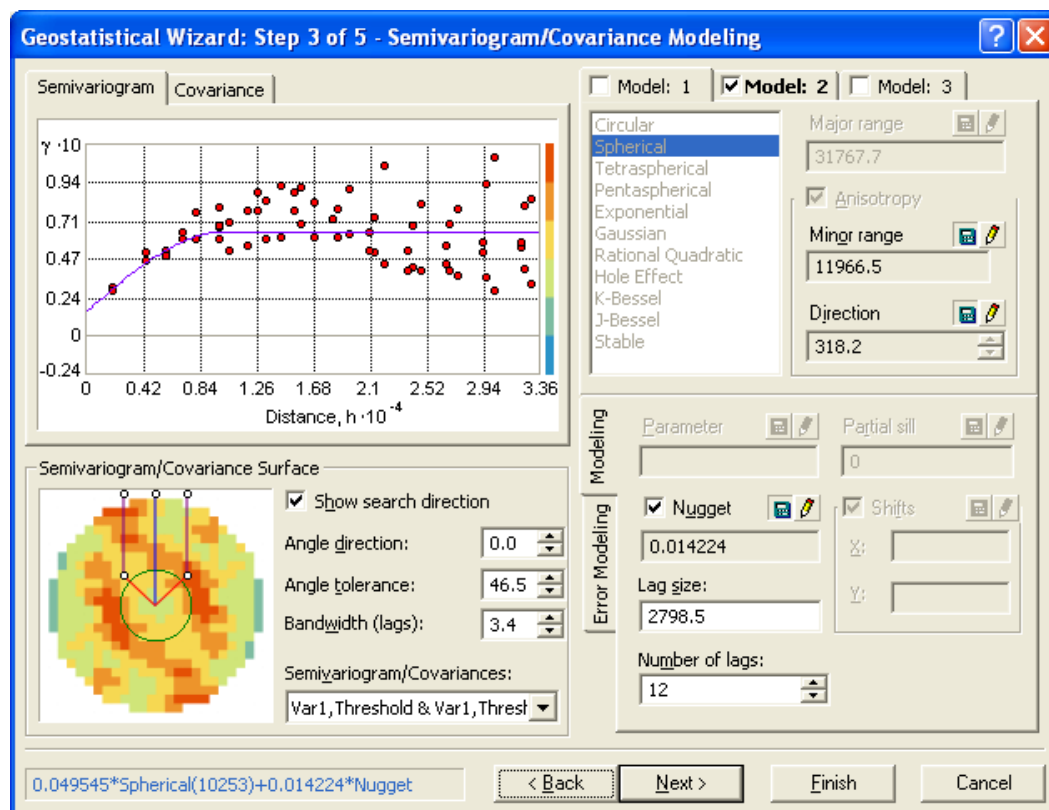 Geostatistical Wizard: Step 3 of 5 - Semivariogram/Covariance Modeling
Semivariogram
Covariance
γ ·10
0.94
0.71
0.47
0.24
0
-0.24
0 0.42 0.84 1.26 1.68 2.1 2.52 2.94 3.36
Distance, h ·10 -4
Model: 1
Model: 2
Model: 3
Circular
Spherical
Tetraspherical
Pentaspherical
Exponential
Gaussian
Rational Quadratic
Hole Effect
K-Bessel
J-Bessel
Stable
Major range
31767.7
Anisotropy
Minor range
11966.5
Direction
318.2
Modeling
Error Modeling
Parameter
Partial sill
0
Nugget
0.014224
Shifts
X:
Y:
Lag size:
2798.5
Number of lags:
12
Semivariogram/Covariance Surface
Show search direction
Angle direction: 0.0
Angle tolerance: 46.5
Bandwidth (lags): 3.4
Semivariogram/Covariances:
Var1,Threshold & Var1,Thresh
0.049545*Spherical(10253)+0.014224*Nugget
< Back
Next >
Finish
Cancel